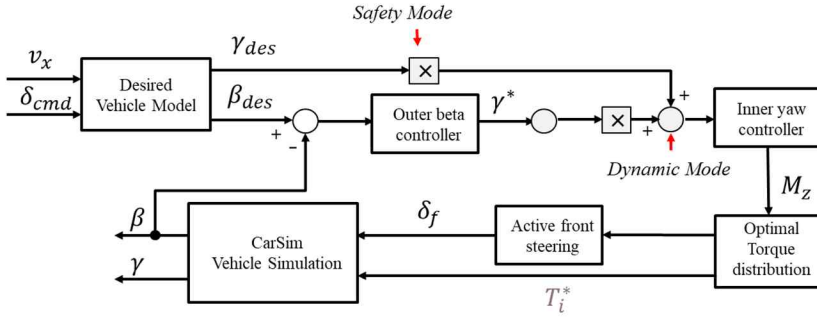 Safety Mode
v_x
γ_des
×
δ_cmd
Desired
Vehicle Model
β_des
+
-
Outer beta
controller
γ*
×
+
+
Inner yaw
controller
Dynamic Mode
M_z
β
γ
CarSim
Vehicle Simulation
δ_f
Active front
steering
Optimal
Torque
distribution
T_i^*